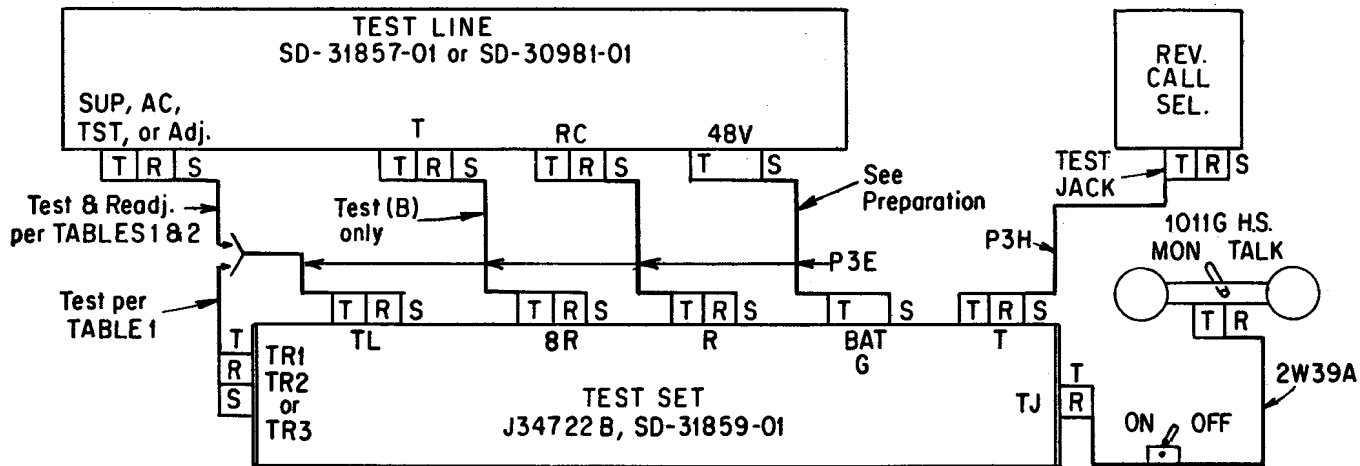 TEST LINE
SD-31857-01 or SD-30981-01
SUP, AC,
TST, or Adj.
T
RC
48V
T R S
T R S
T R S
T S
REV.
CALL
SEL.
TEST
JACK
T R S
Test & Readj.
per TABLES 1 & 2
Test (B)
only
See
Preparation
P3E
P3H
1011G H.S.
MON TALK
T R
Test per
TABLE 1
T R S
T R S
T R S
T S
T R S
TL
8R
R
BAT
G
T
T
R
S
TR1
TR2
or
TR3
TEST SET
J34722B, SD-31859-01
TJ
T
R
ON OFF
2W39A